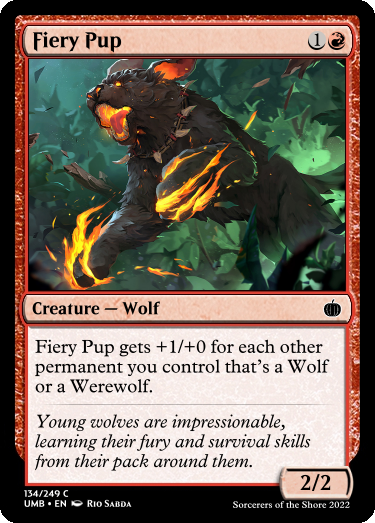 Fiery Pup 1
Creature — Wolf
Fiery Pup gets +1/+0 for each other
permanent you control that's a Wolf
or a Werewolf.
Young wolves are impressionable,
learning their fury and survival skills
from their pack around them.
2/2
134/249 C
UMB • EN Rio Sabda
Sorcerers of the Shore 2022